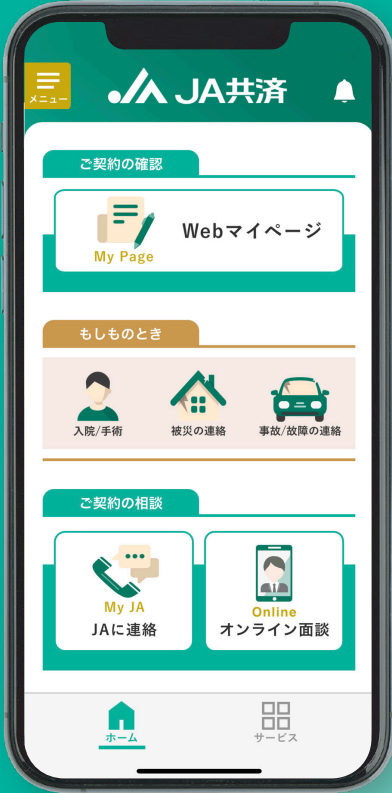 メニュー
JA共済
ご契約の確認
My Page
Webマイページ
もしものとき
入院/手術
被災の連絡
事故/故障の連絡
ご契約の相談
My JA
JAに連絡
Online
オンライン面談
ホーム
サービス